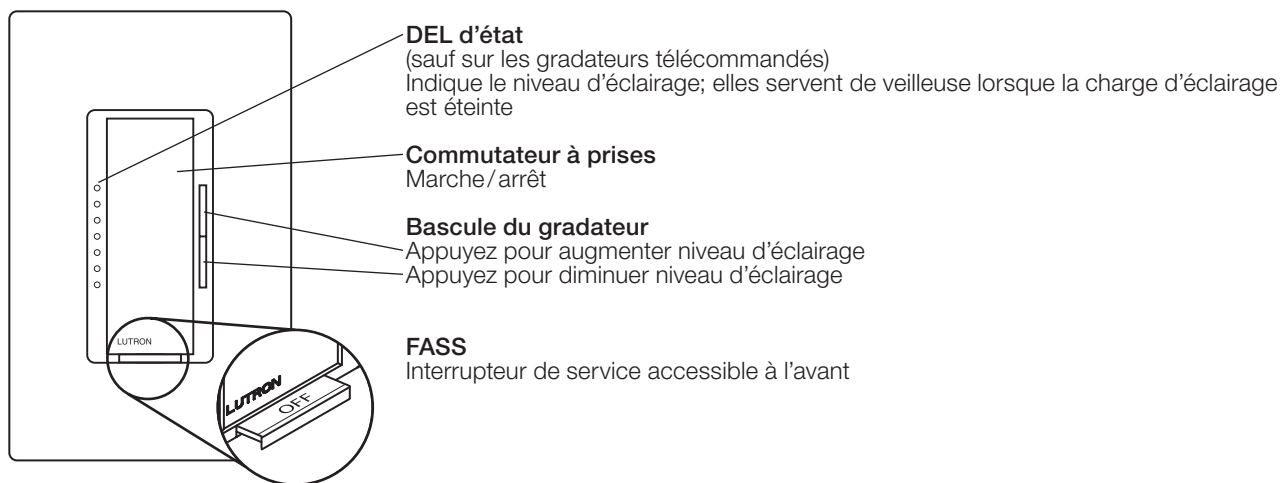 DEL d'état
(sauf sur les gradateurs télécommandés)
Indique le niveau d'éclairage; elles servent de veilleuse lorsque la charge d'éclairage
est éteinte
Commutateur à prises
Marche/arrêt
Bascule du gradateur
Appuyez pour augmenter niveau d'éclairage
Appuyez pour diminuer niveau d'éclairage
FASS
Interrupteur de service accessible à l'avant
LUTRON
LUTRON
OFF